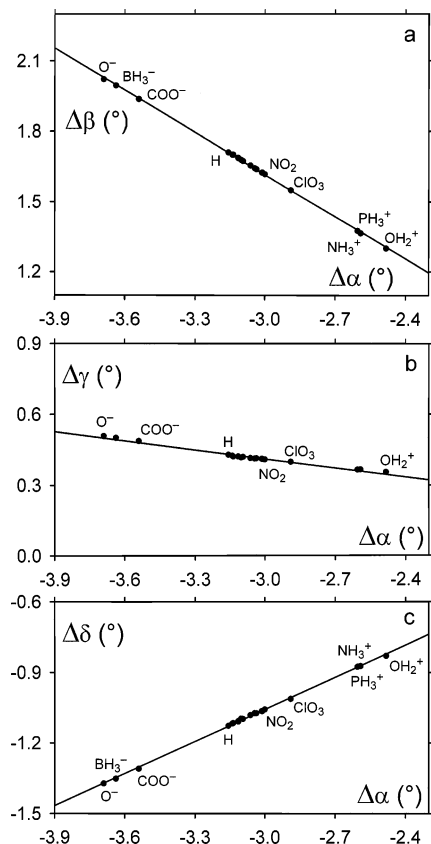 a
2.1
1.8
1.5
1.2
Δβ (°)
O⁻
BH₃⁻
COO⁻
H
NO₂
ClO₃
PH₃⁺
NH₃⁺
OH₂⁺
Δα (°)
-3.9 -3.6 -3.3 -3.0 -2.7 -2.4
b
0.9
0.6
0.3
0.0
Δγ (°)
O⁻
COO⁻
H
NO₂
ClO₃
OH₂⁺
Δα (°)
-3.9 -3.6 -3.3 -3.0 -2.7 -2.4
c
-0.6
-0.9
-1.2
-1.5
Δδ (°)
NH₃⁺
OH₂⁺
PH₃⁺
ClO₃
NO₂
H
BH₃⁻
COO⁻
O⁻
Δα (°)
-3.9 -3.6 -3.3 -3.0 -2.7 -2.4